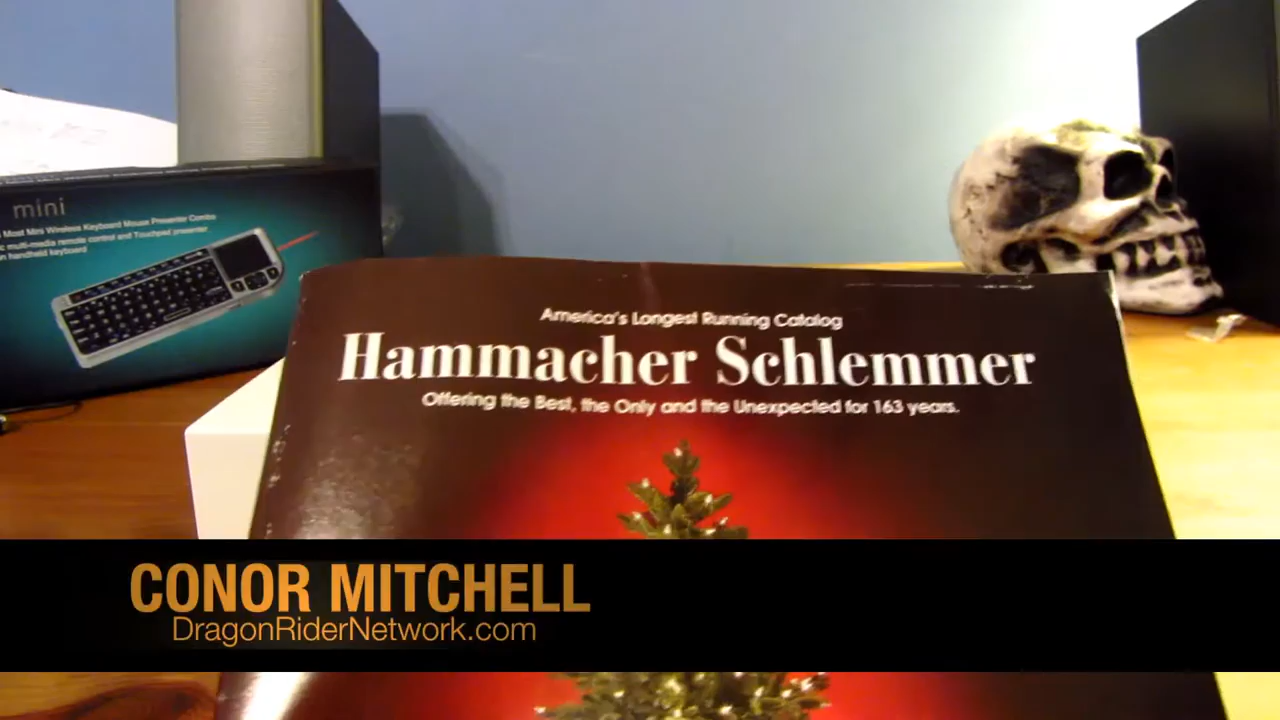 mini
Most Mini Wireless Keyboard Mouse Presenter Combo
multi-media remote control and Touchpad presenter
handheld keyboard
America's Longest Running Catalog
Hammacher Schlemmer
Offering the Best, the Only and the Unexpected for 163 years.
CONOR MITCHELL
DragonRiderNetwork.com